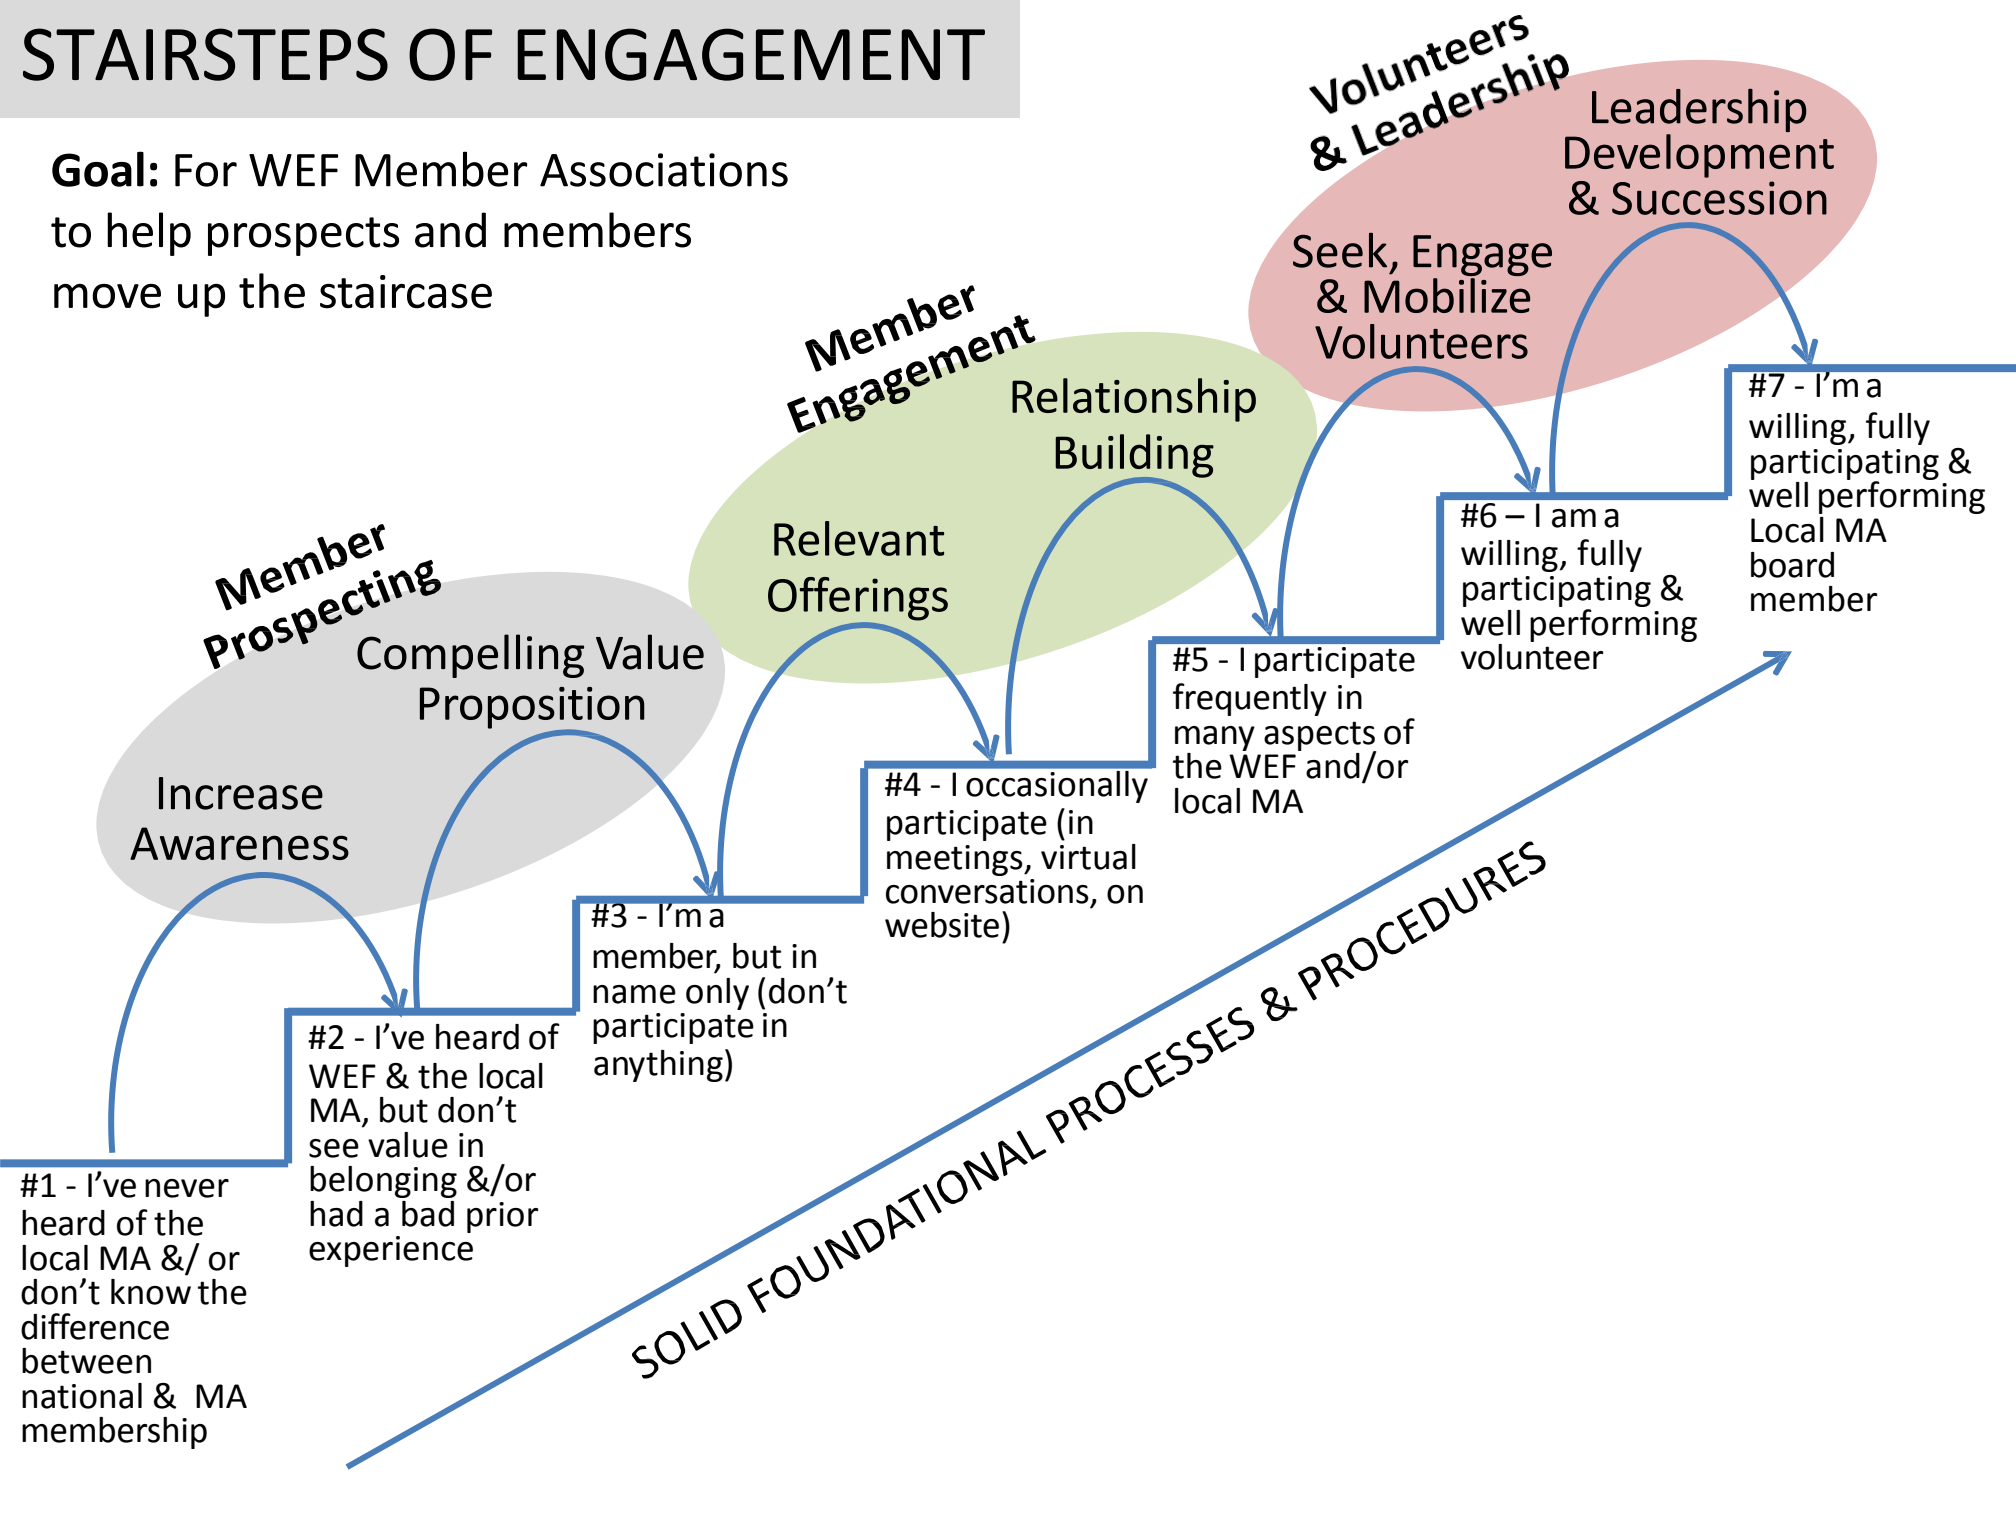 STAIRSTEPS OF ENGAGEMENT
Goal: For WEF Member Associations
to help prospects and members
move up the staircase
Member
Prospecting
Increase
Awareness
Compelling Value
Proposition
Member
Engagement
Relevant
Offerings
Relationship
Building
Volunteers
& Leadership
Seek, Engage
& Mobilize
Volunteers
Leadership
Development
& Succession
#1 - I’ve never
heard of the
local MA &/ or
don’t know the
difference
between
national & MA
membership
#2 - I’ve heard of
WEF & the local
MA, but don’t
see value in
belonging &/or
had a bad prior
experience
#3 - I’m a
member, but in
name only (don’t
participate in
anything)
#4 - I occasionally
participate (in
meetings, virtual
conversations, on
website)
#5 - I participate
frequently in
many aspects of
the WEF and/or
local MA
#6 – I am a
willing, fully
participating &
well performing
volunteer
#7 - I’m a
willing, fully
participating &
well performing
Local MA
board
member
SOLID FOUNDATIONAL PROCESSES & PROCEDURES